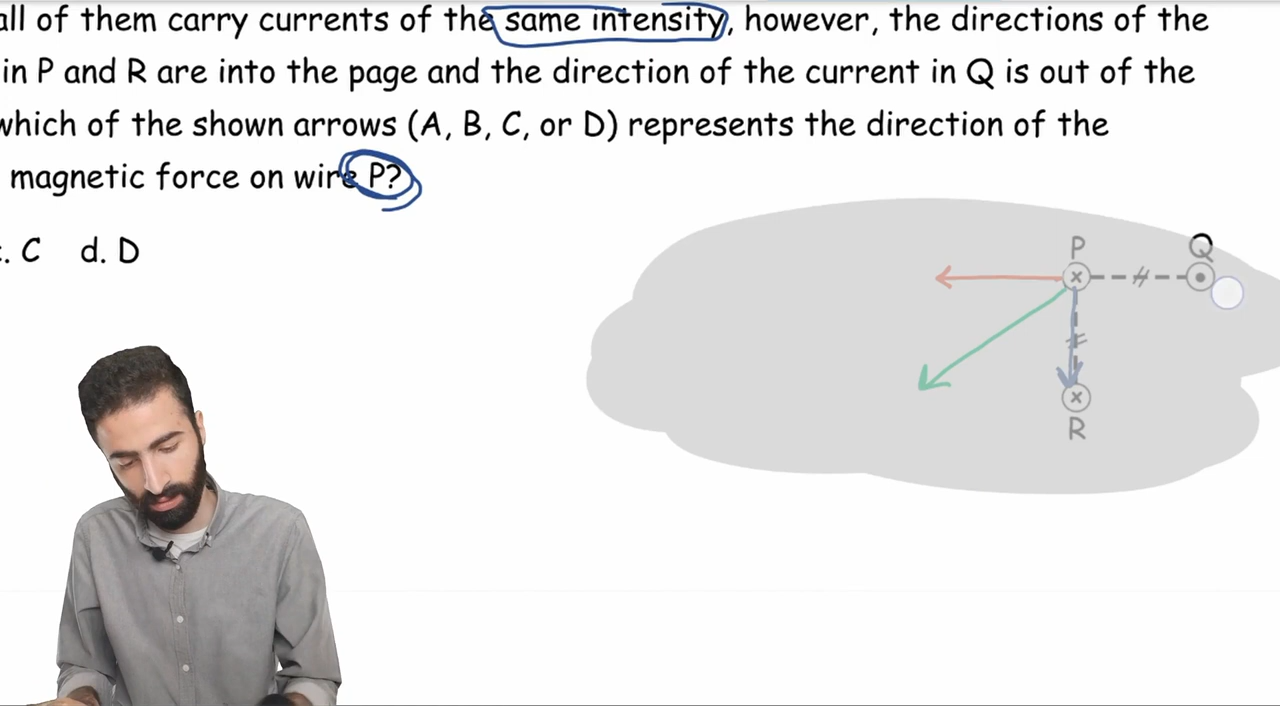 all of them carry currents of the same intensity, however, the directions of the
in P and R are into the page and the direction of the current in Q is out of the
which of the shown arrows (A, B, C, or D) represents the direction of the
magnetic force on wire P?
. C d. D
P Q
R